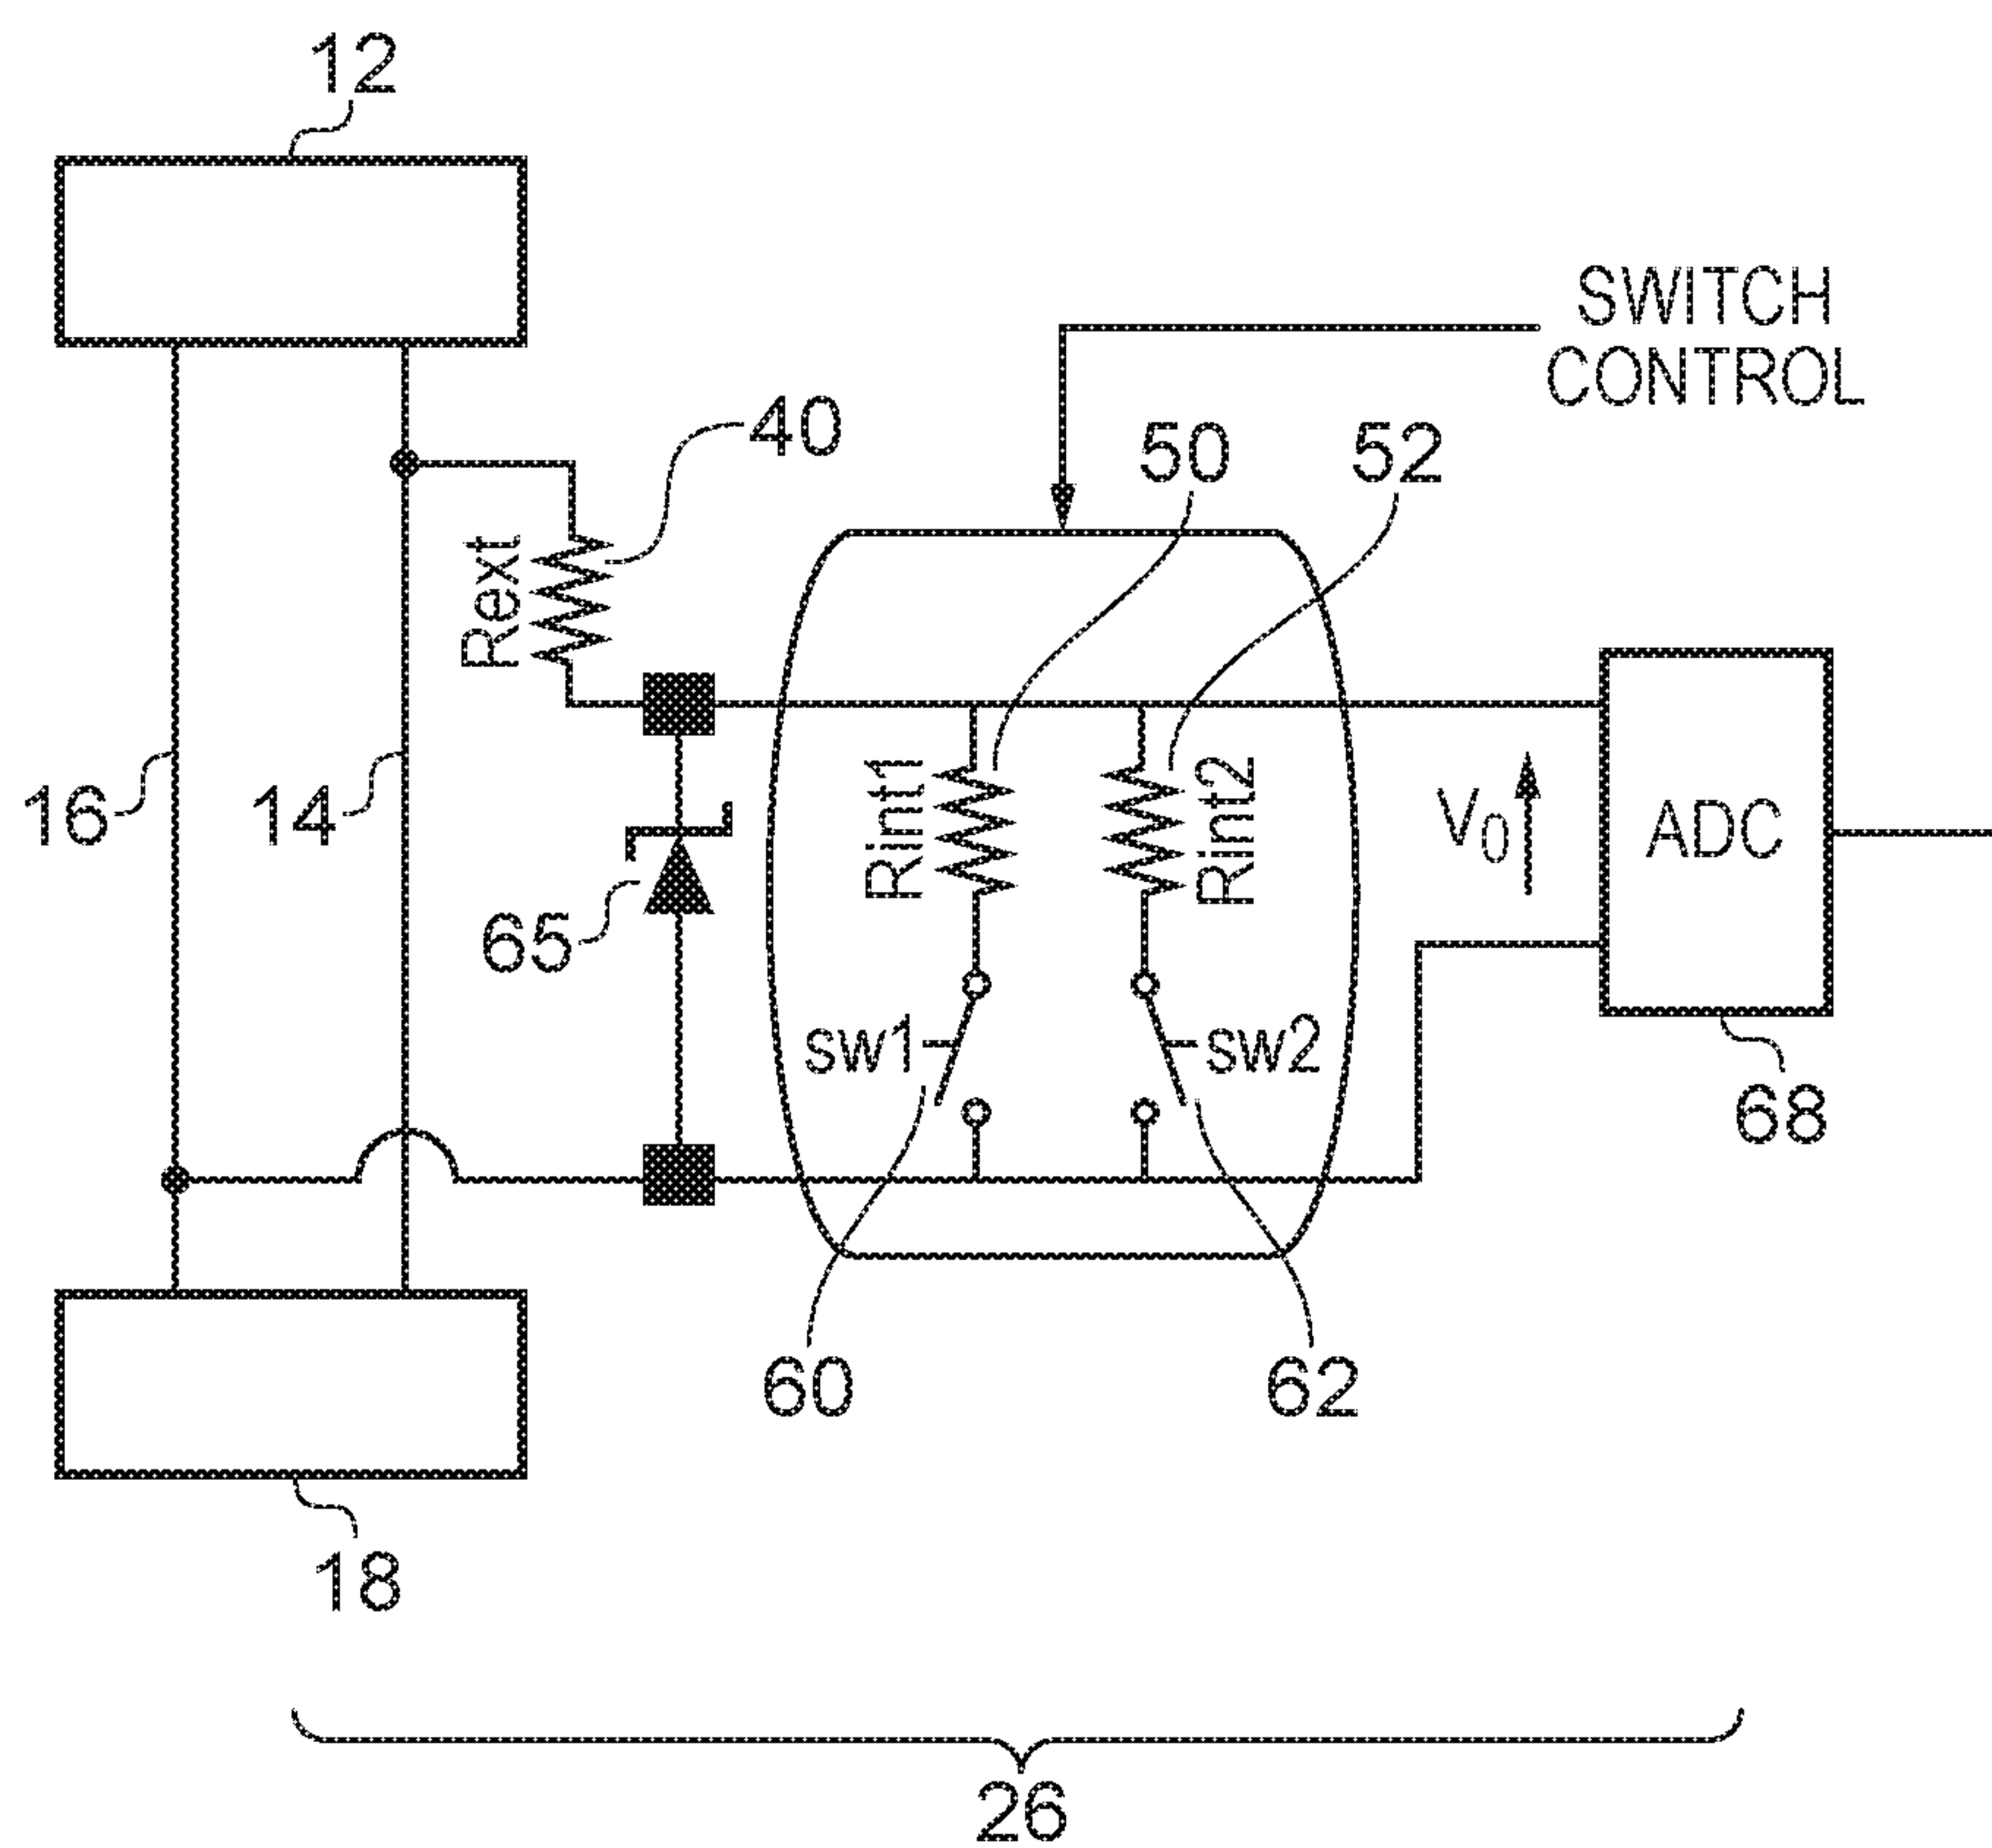 12
SWITCH
CONTROL
40
50
52
Rext
16
14
Rint1
Rint2
V0
ADC
65
sw1
sw2
68
60
62
18
26